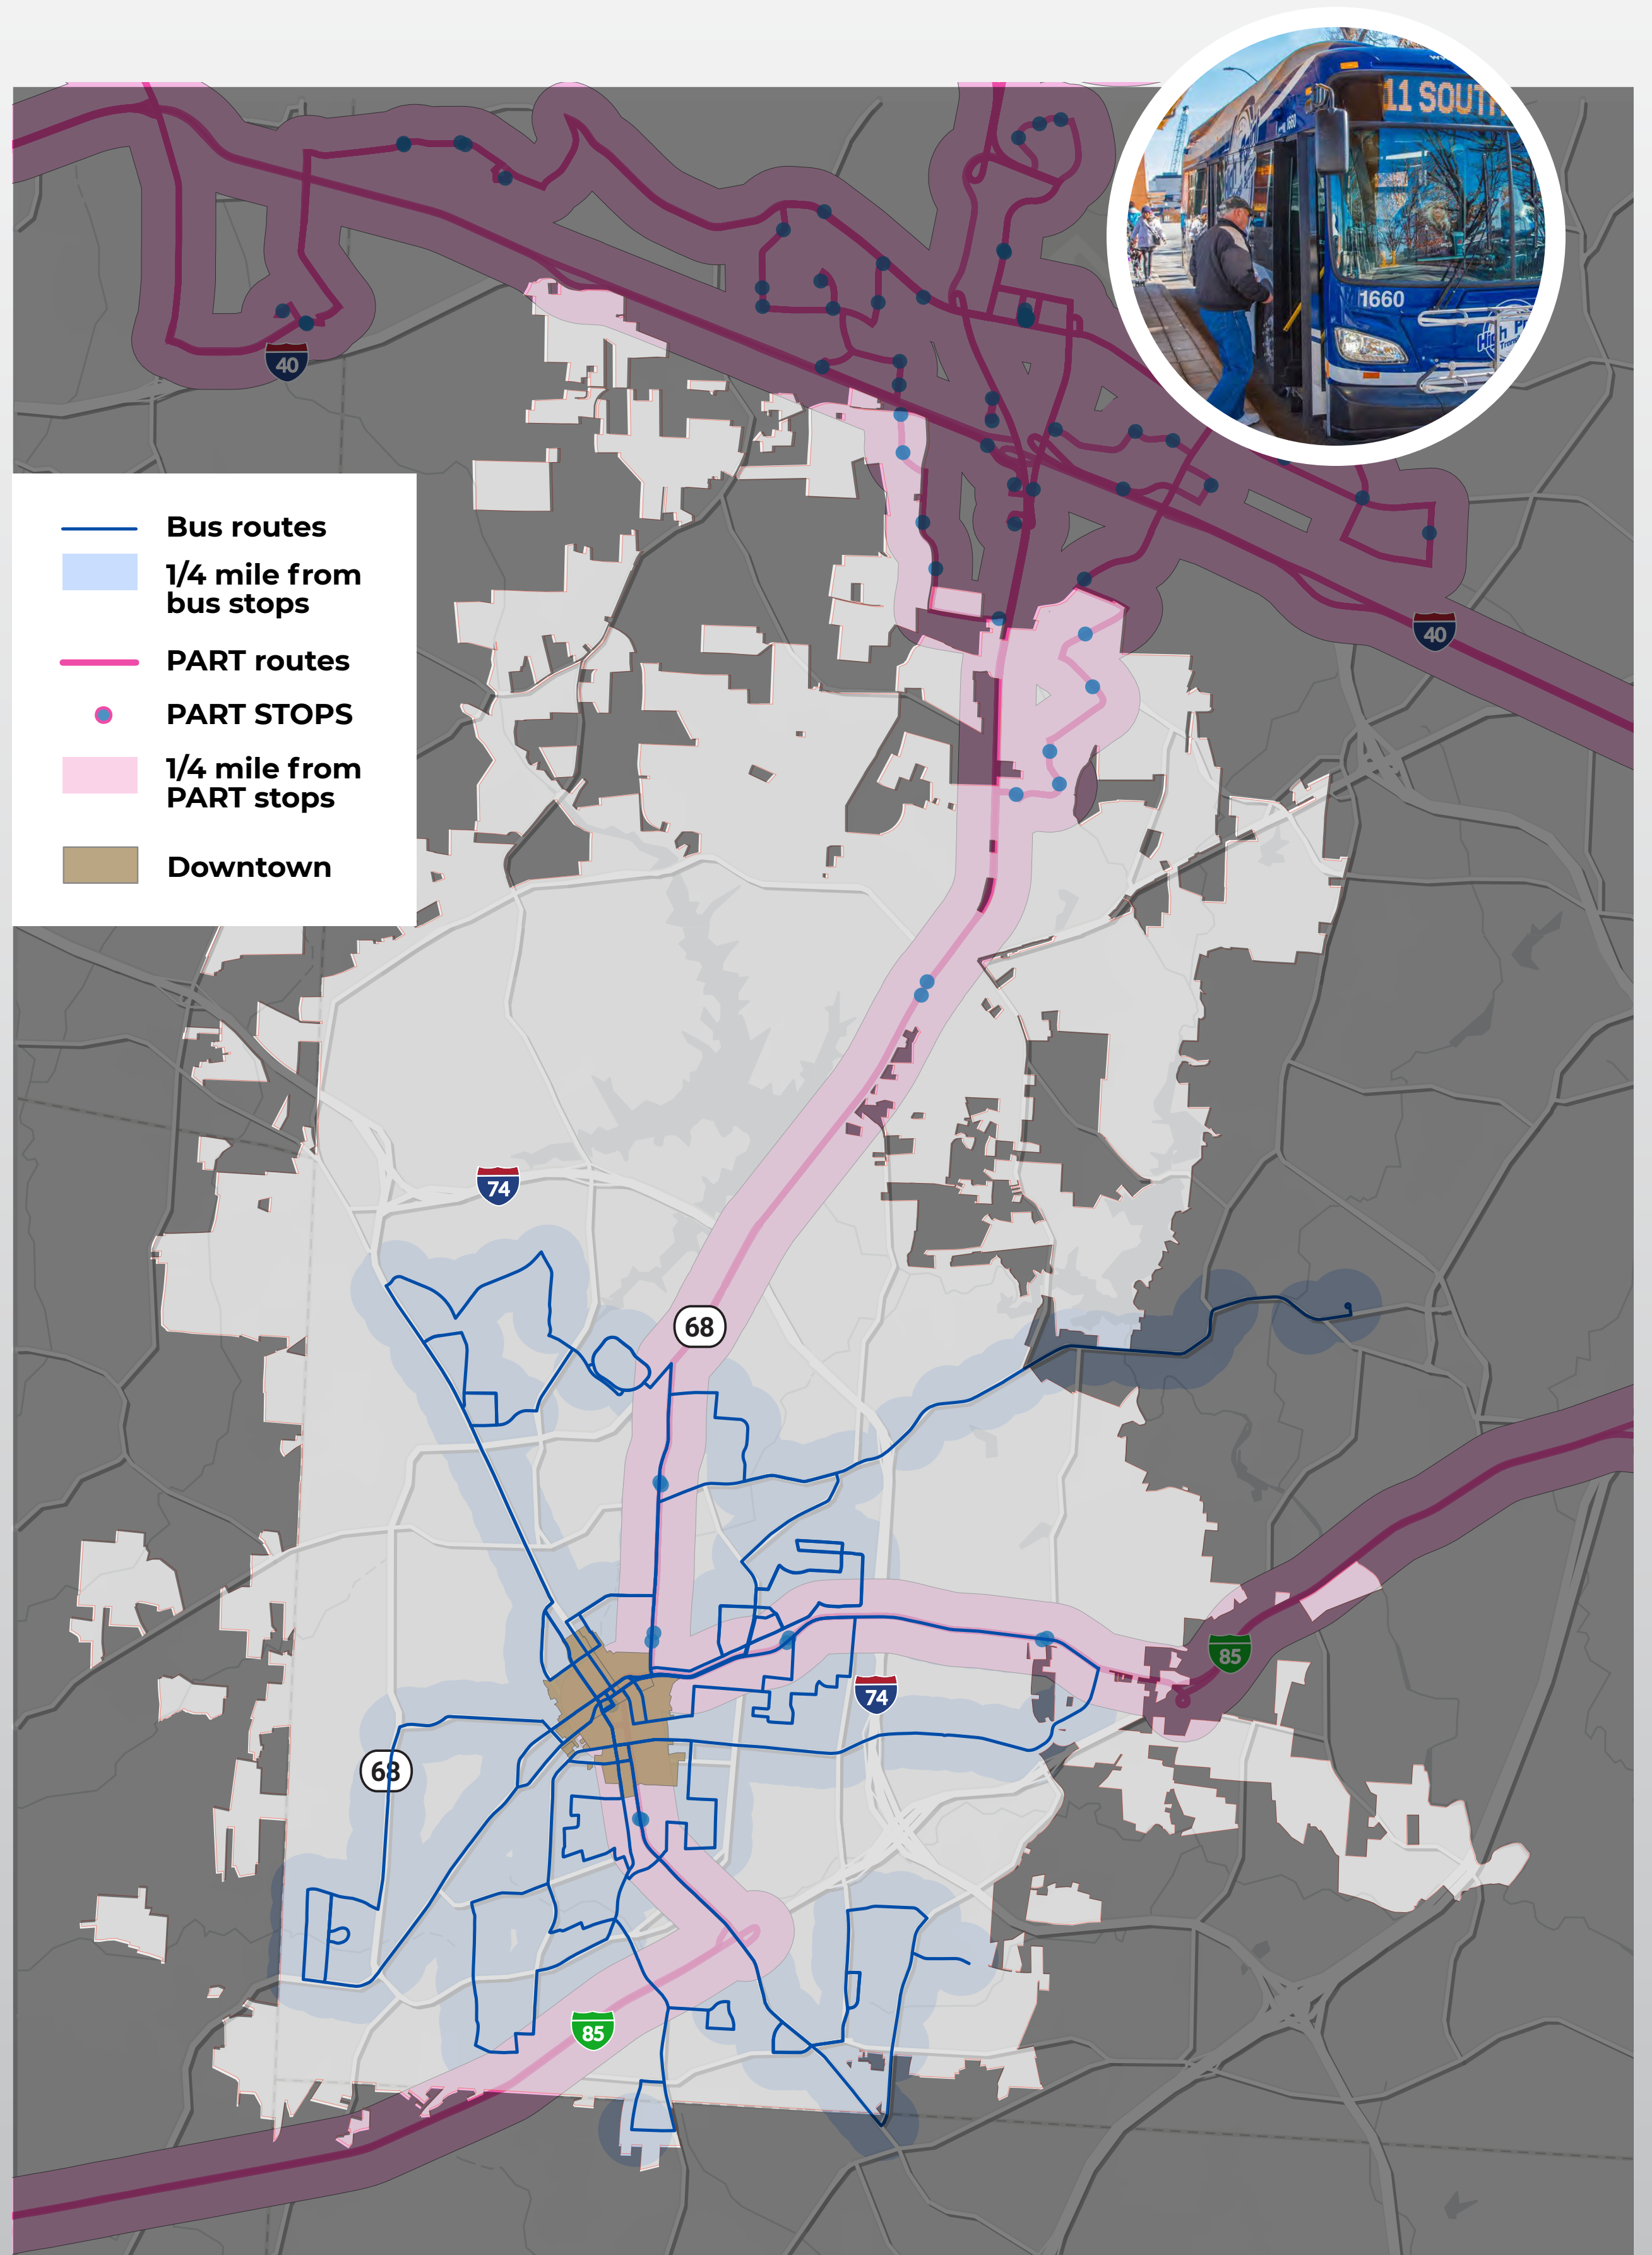 11 SOUTH
1660
40
Bus routes
1/4 mile from
bus stops
PART routes
PART STOPS
1/4 mile from
PART stops
Downtown
40
74
68
85
74
68
85